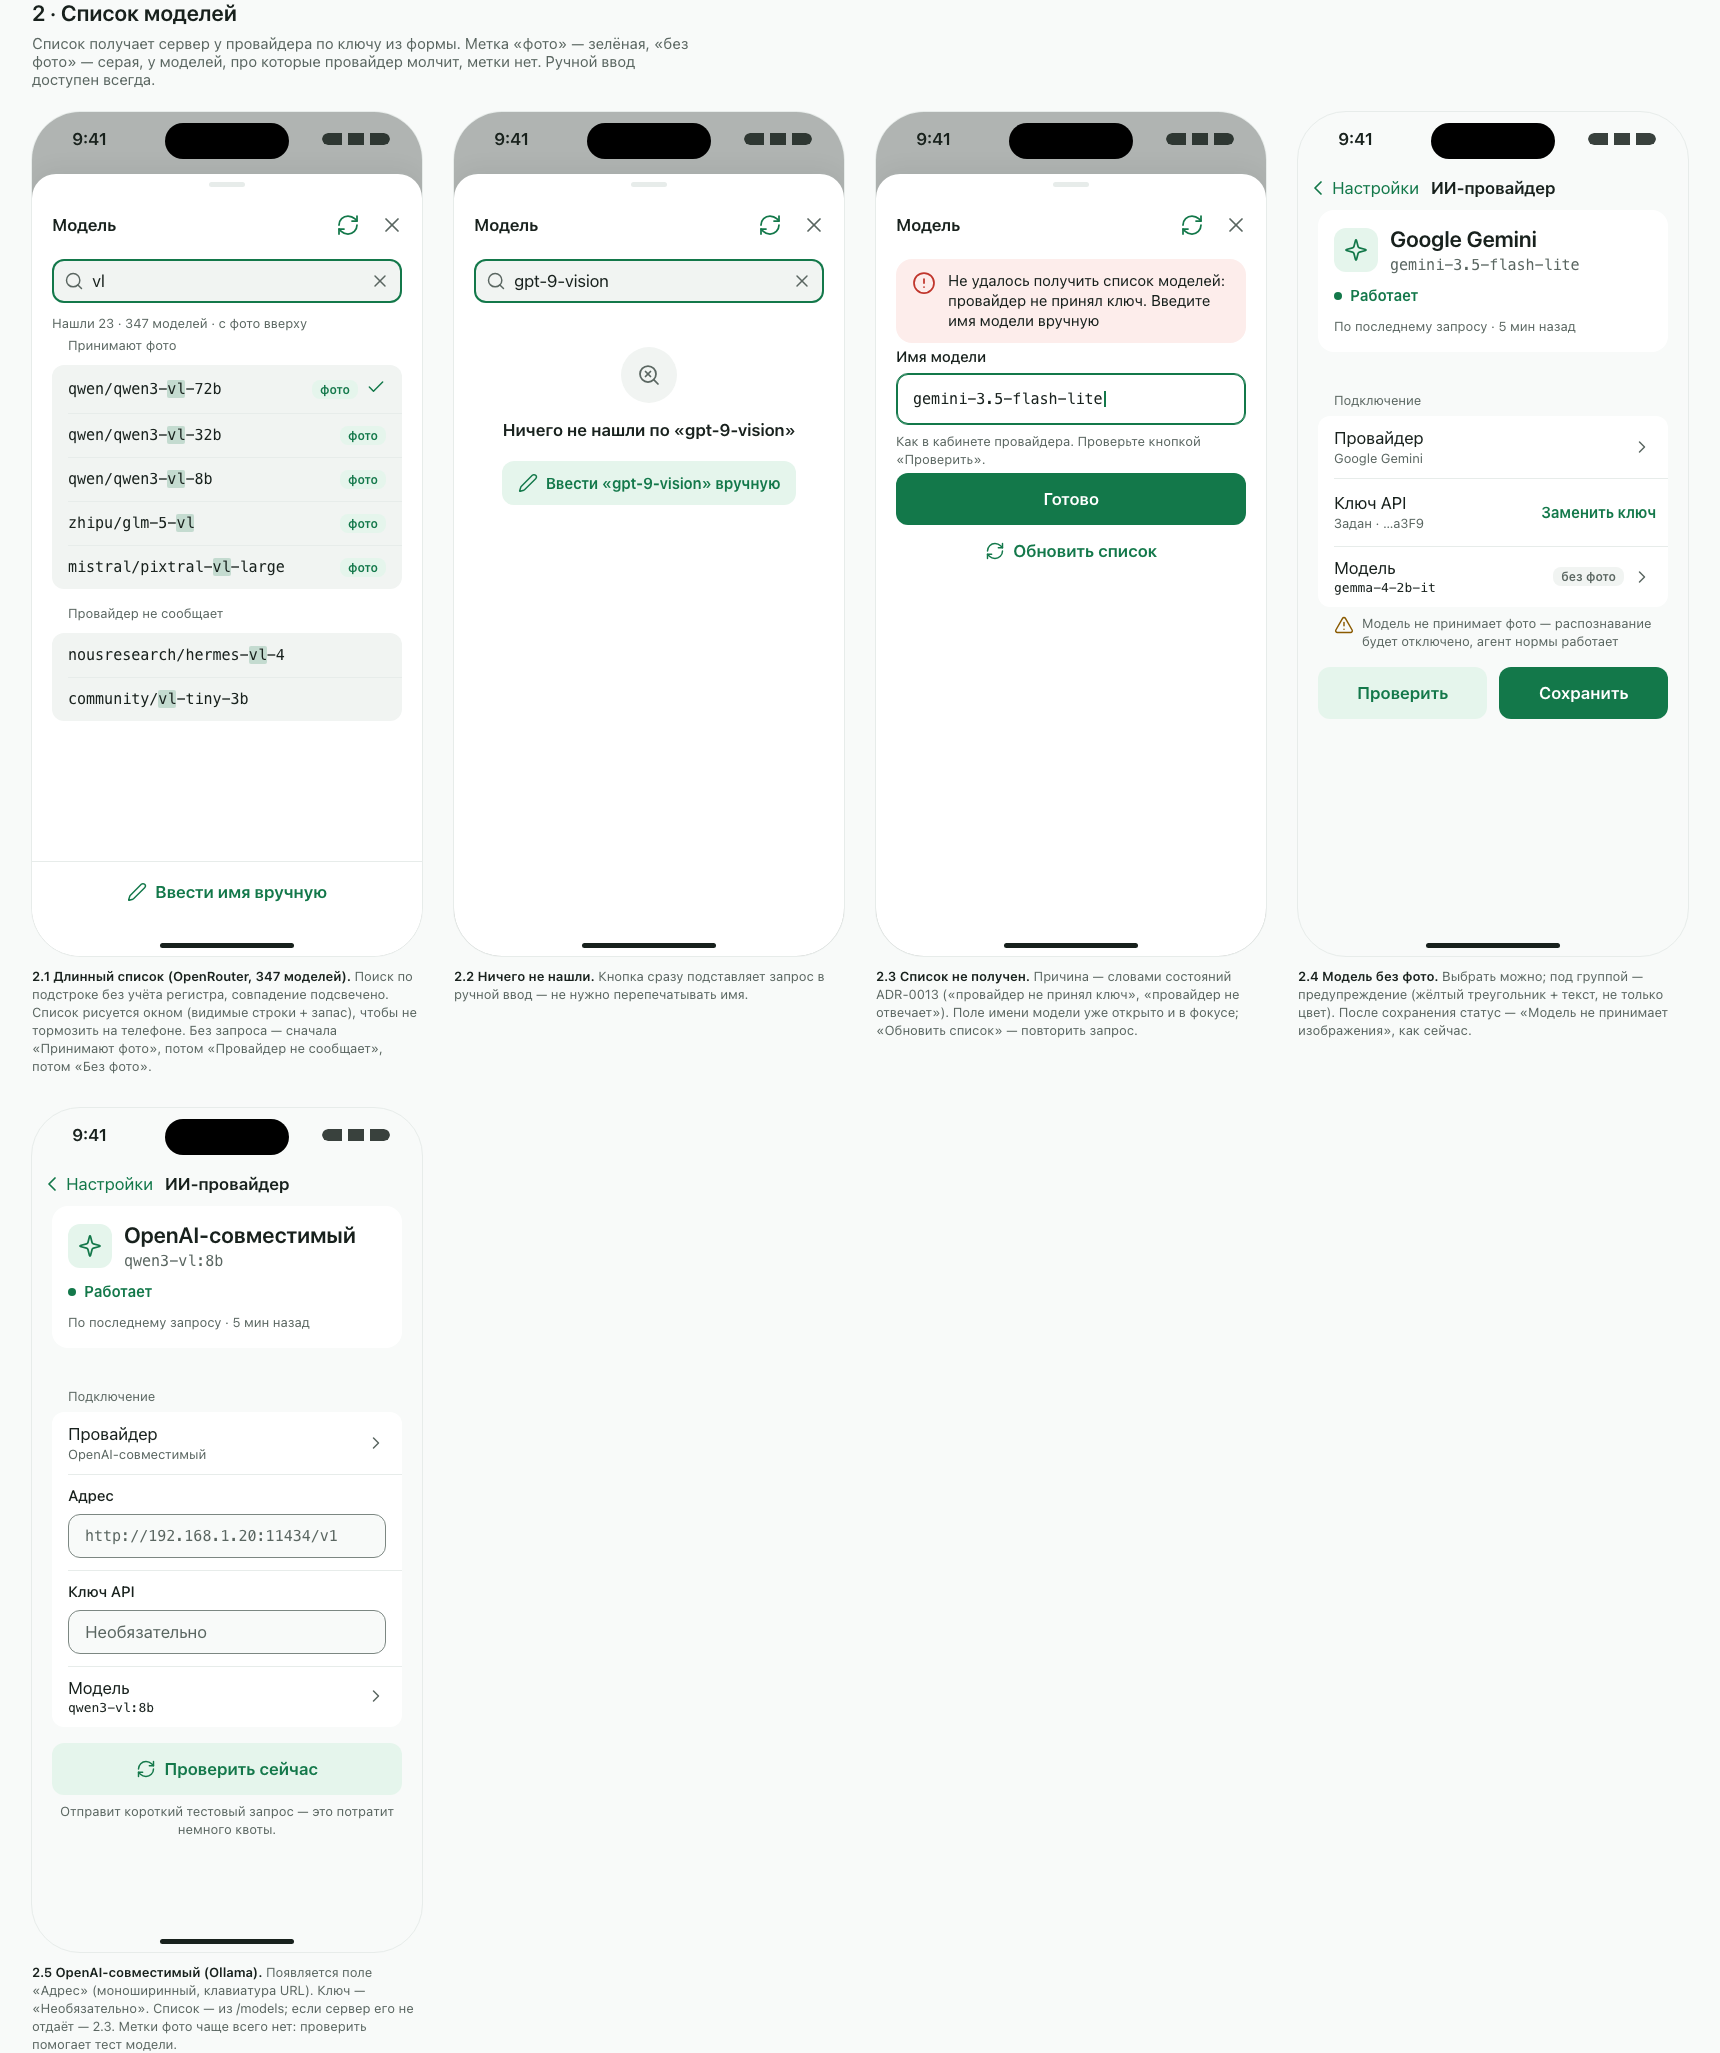 2 · Список моделей
Список получает сервер у провайдера по ключу из формы. Метка «фото» — зелёная, «без
фото» — серая, у моделей, про которые провайдер молчит, метки нет. Ручной ввод
доступен всегда.
9:41
Модель
vl
Нашли 23 · 347 моделей · с фото вверху
Принимают фото
qwen/qwen3-vl-72b фото
qwen/qwen3-vl-32b фото
qwen/qwen3-vl-8b фото
zhipu/glm-5-vl фото
mistral/pixtral-vl-large фото
Провайдер не сообщает
nousresearch/hermes-vl-4
community/vl-tiny-3b
Ввести имя вручную
2.1 Длинный список (OpenRouter, 347 моделей). Поиск по
подстроке без учёта регистра, совпадение подсвечено.
Список рисуется окном (видимые строки + запас), чтобы не
тормозить на телефоне. Без запроса — сначала
«Принимают фото», потом «Провайдер не сообщает»,
потом «Без фото».
9:41
Модель
gpt-9-vision
Ничего не нашли по «gpt-9-vision»
Ввести «gpt-9-vision» вручную
2.2 Ничего не нашли. Кнопка сразу подставляет запрос в
ручной ввод — не нужно перепечатывать имя.
9:41
Модель
Не удалось получить список моделей:
провайдер не принял ключ. Введите
имя модели вручную
Имя модели
gemini-3.5-flash-lite
Как в кабинете провайдера. Проверьте кнопкой
«Проверить».
Готово
Обновить список
2.3 Список не получен. Причина — словами состояний
ADR-0013 («провайдер не принял ключ», «провайдер не
отвечает»). Поле имени модели уже открыто и в фокусе;
«Обновить список» — повторить запрос.
9:41
Настройки ИИ-провайдер
Google Gemini
gemini-3.5-flash-lite
Работает
По последнему запросу · 5 мин назад
Подключение
Провайдер
Google Gemini
Ключ API
Задан · …a3F9
Заменить ключ
Модель
gemma-4-2b-it
без фото
Модель не принимает фото — распознавание
будет отключено, агент нормы работает
Проверить
Сохранить
2.4 Модель без фото. Выбрать можно; под группой —
предупреждение (жёлтый треугольник + текст, не только
цвет). После сохранения статус — «Модель не принимает
изображения», как сейчас.
9:41
Настройки ИИ-провайдер
OpenAI-совместимый
qwen3-vl:8b
Работает
По последнему запросу · 5 мин назад
Подключение
Провайдер
OpenAI-совместимый
Адрес
http://192.168.1.20:11434/v1
Ключ API
Необязательно
Модель
qwen3-vl:8b
Проверить сейчас
Отправит короткий тестовый запрос — это потратит
немного квоты.
2.5 OpenAI-совместимый (Ollama). Появляется поле
«Адрес» (моноширинный, клавиатура URL). Ключ —
«Необязательно». Список — из /models; если сервер его не
отдаёт — 2.3. Метки фото чаще всего нет: проверить
помогает тест модели.